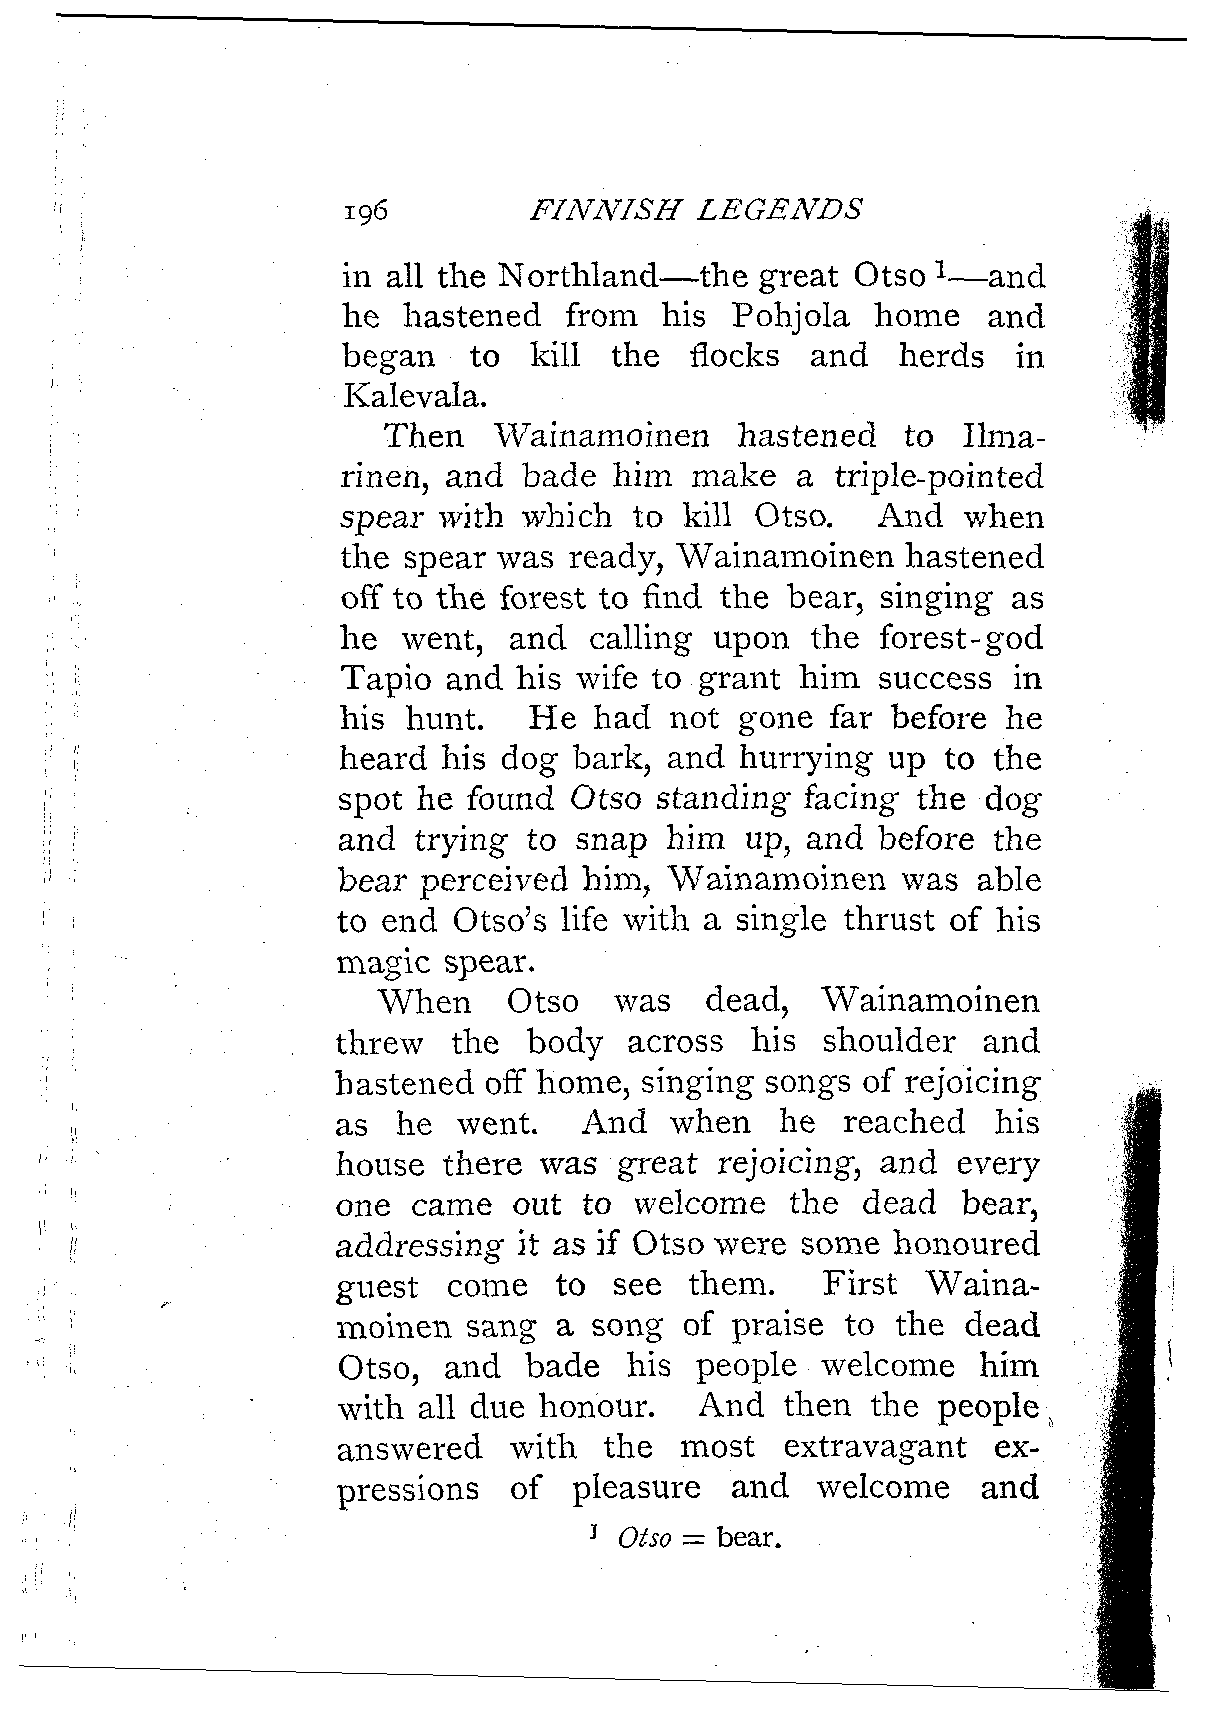 196 FINNISH LEGENDS
in all the Northland—the great Otso ¹—and
he hastened from his Pohjola home and
began to kill the flocks and herds in
Kalevala.
Then Wainamoinen hastened to Ilma-
rinen, and bade him make a triple-pointed
spear with which to kill Otso. And when
the spear was ready, Wainamoinen hastened
off to the forest to find the bear, singing as
he went, and calling upon the forest-god
Tapio and his wife to grant him success in
his hunt. He had not gone far before he
heard his dog bark, and hurrying up to the
spot he found Otso standing facing the dog
and trying to snap him up, and before the
bear perceived him, Wainamoinen was able
to end Otso's life with a single thrust of his
magic spear.
When Otso was dead, Wainamoinen
threw the body across his shoulder and
hastened off home, singing songs of rejoicing
as he went. And when he reached his
house there was great rejoicing, and every
one came out to welcome the dead bear,
addressing it as if Otso were some honoured
guest come to see them. First Waina-
moinen sang a song of praise to the dead
Otso, and bade his people welcome him
with all due honour. And then the people
answered with the most extravagant ex-
pressions of pleasure and welcome and
¹ Otso = bear.